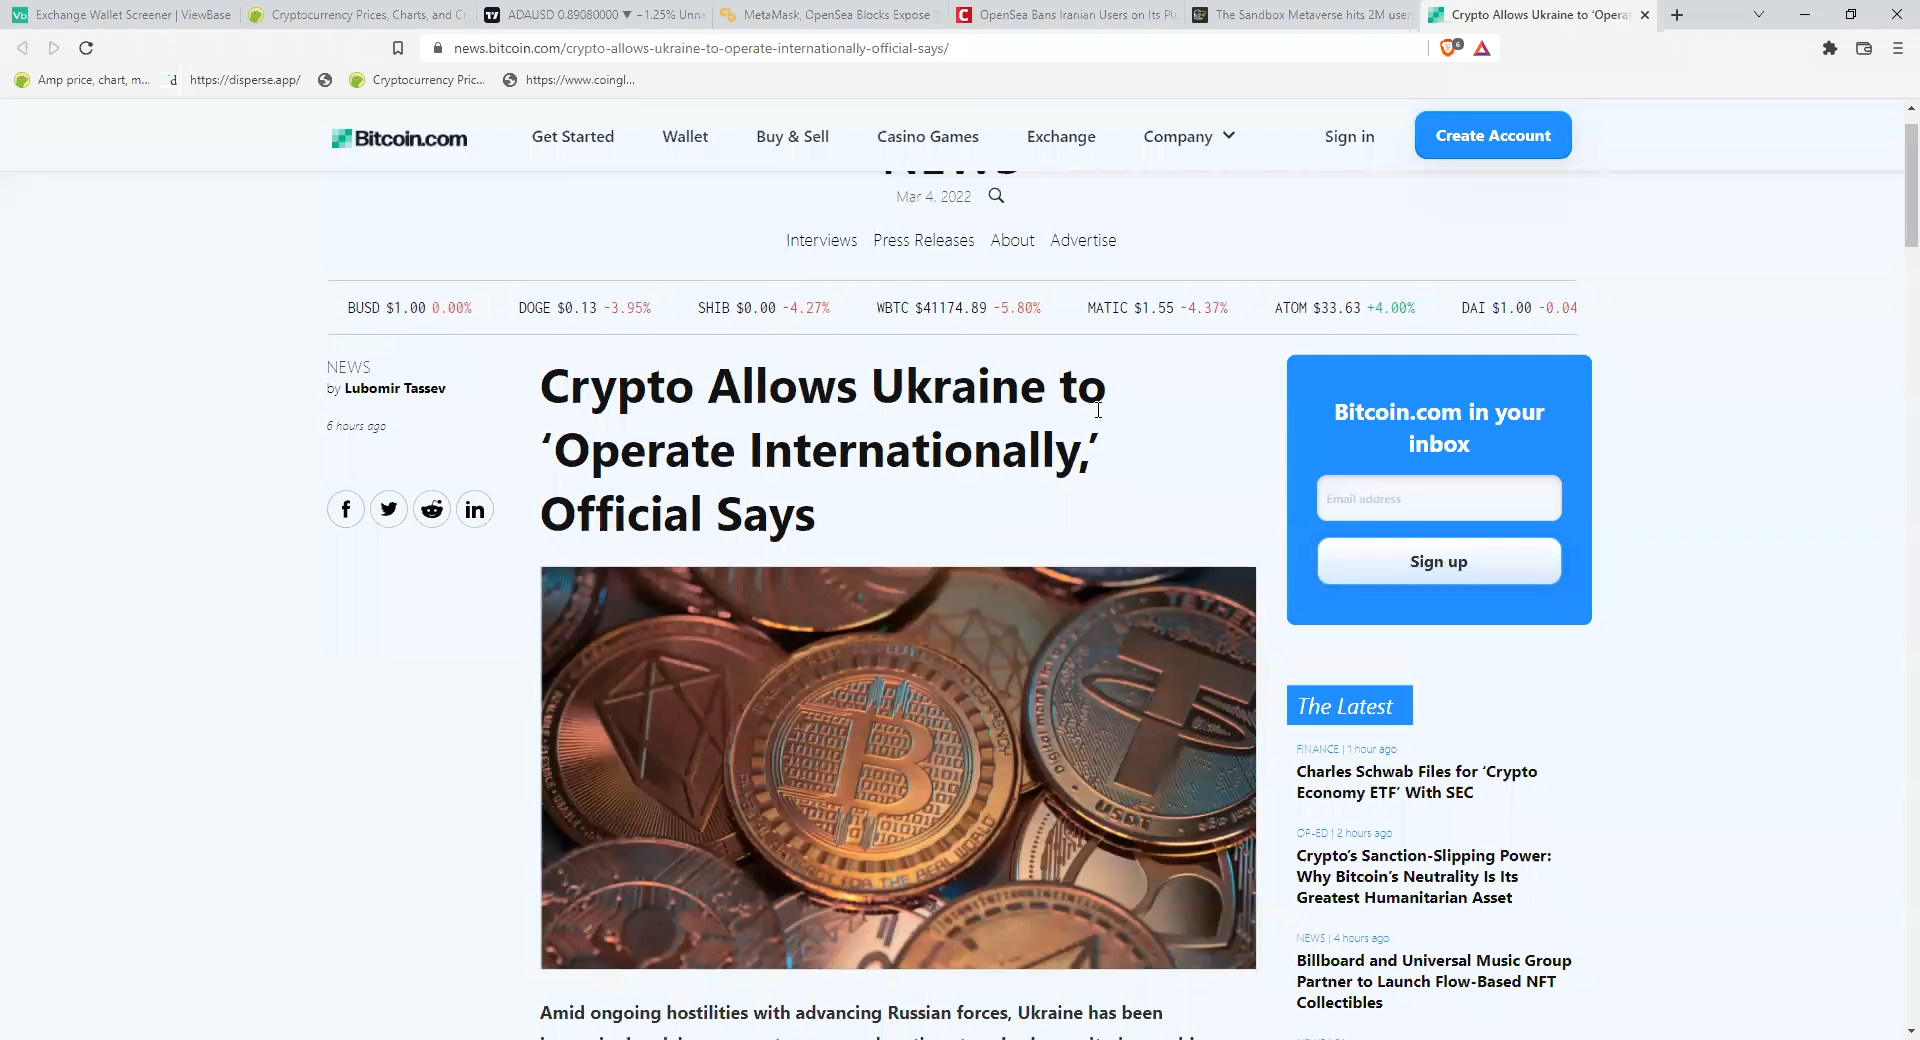 Exchange Wallet Screener | ViewBase
Cryptocurrency Prices, Charts, and Cr
ADAUSD 0.89080000 ▼ −1.25% Unna
MetaMask, OpenSea Blocks Expose
OpenSea Bans Iranian Users on Its Pl
The Sandbox Metaverse hits 2M user
Crypto Allows Ukraine to ‘Operat
news.bitcoin.com/crypto-allows-ukraine-to-operate-internationally-official-says/
6
Amp price, chart, m...
d https://disperse.app/
Cryptocurrency Pric...
https://www.coingl...
Bitcoin.com
Get Started
Wallet
Buy & Sell
Casino Games
Exchange
Company
Sign in
Create Account
NEWS
Mar 4, 2022
Interviews Press Releases About Advertise
BUSD $1.00 0.00% DOGE $0.13 -3.95% SHIB $0.00 -4.27% WBTC $41174.89 -5.80% MATIC $1.55 -4.37% ATOM $33.63 +4.00% DAI $1.00 -0.04
NEWS
by Lubomir Tassev
6 hours ago
Crypto Allows Ukraine to
‘Operate Internationally,’
Official Says
USDT
Amid ongoing hostilities with advancing Russian forces, Ukraine has been
Bitcoin.com in your
inbox
Email address
Sign up
The Latest
FINANCE | 1 hour ago
Charles Schwab Files for ‘Crypto
Economy ETF’ With SEC
OP-ED | 2 hours ago
Crypto’s Sanction-Slipping Power:
Why Bitcoin’s Neutrality Is Its
Greatest Humanitarian Asset
NEWS | 4 hours ago
Billboard and Universal Music Group
Partner to Launch Flow-Based NFT
Collectibles